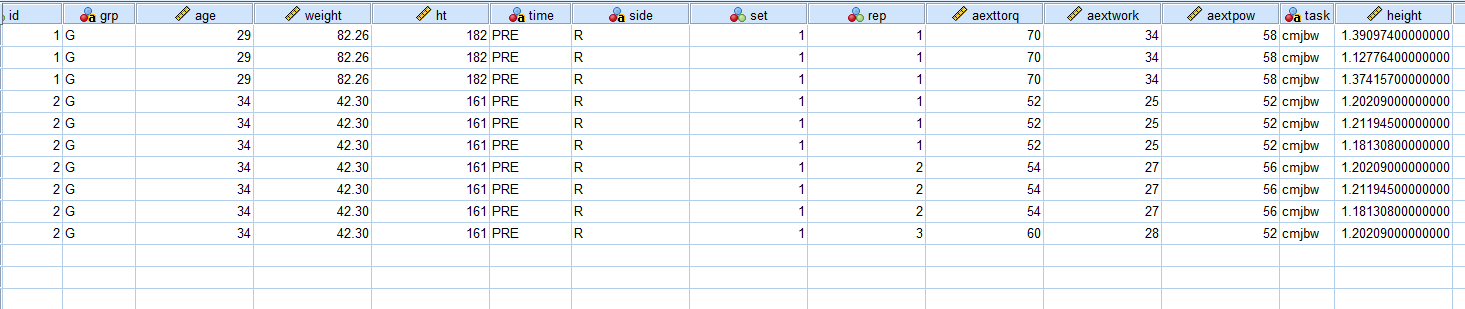 id grp age weight ht time side set rep aexttorq aextwork aextpow task height
1 G 29 82.26 182 PRE R 1 1 70 34 58 cmjbw 1.39097400000000
1 G 29 82.26 182 PRE R 1 1 70 34 58 cmjbw 1.12776400000000
1 G 29 82.26 182 PRE R 1 1 70 34 58 cmjbw 1.37415700000000
2 G 34 42.30 161 PRE R 1 1 52 25 52 cmjbw 1.20209000000000
2 G 34 42.30 161 PRE R 1 1 52 25 52 cmjbw 1.21194500000000
2 G 34 42.30 161 PRE R 1 1 52 25 52 cmjbw 1.18130800000000
2 G 34 42.30 161 PRE R 1 2 54 27 56 cmjbw 1.20209000000000
2 G 34 42.30 161 PRE R 1 2 54 27 56 cmjbw 1.21194500000000
2 G 34 42.30 161 PRE R 1 2 54 27 56 cmjbw 1.18130800000000
2 G 34 42.30 161 PRE R 1 3 60 28 52 cmjbw 1.20209000000000